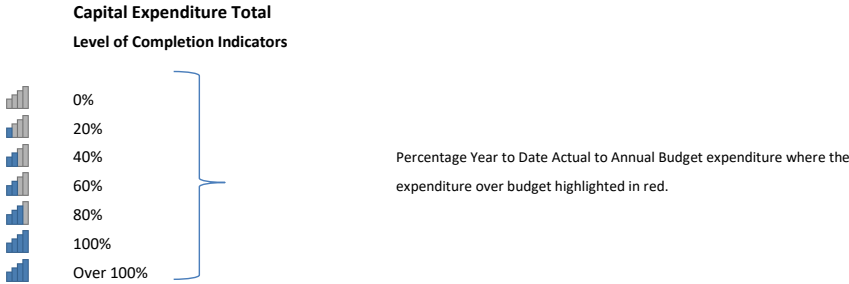 Capital Expenditure Total
Level of Completion Indicators
0%
20%
40%
Percentage Year to Date Actual to Annual Budget expenditure where the
60%
expenditure over budget highlighted in red.
80%
100%
Over 100%